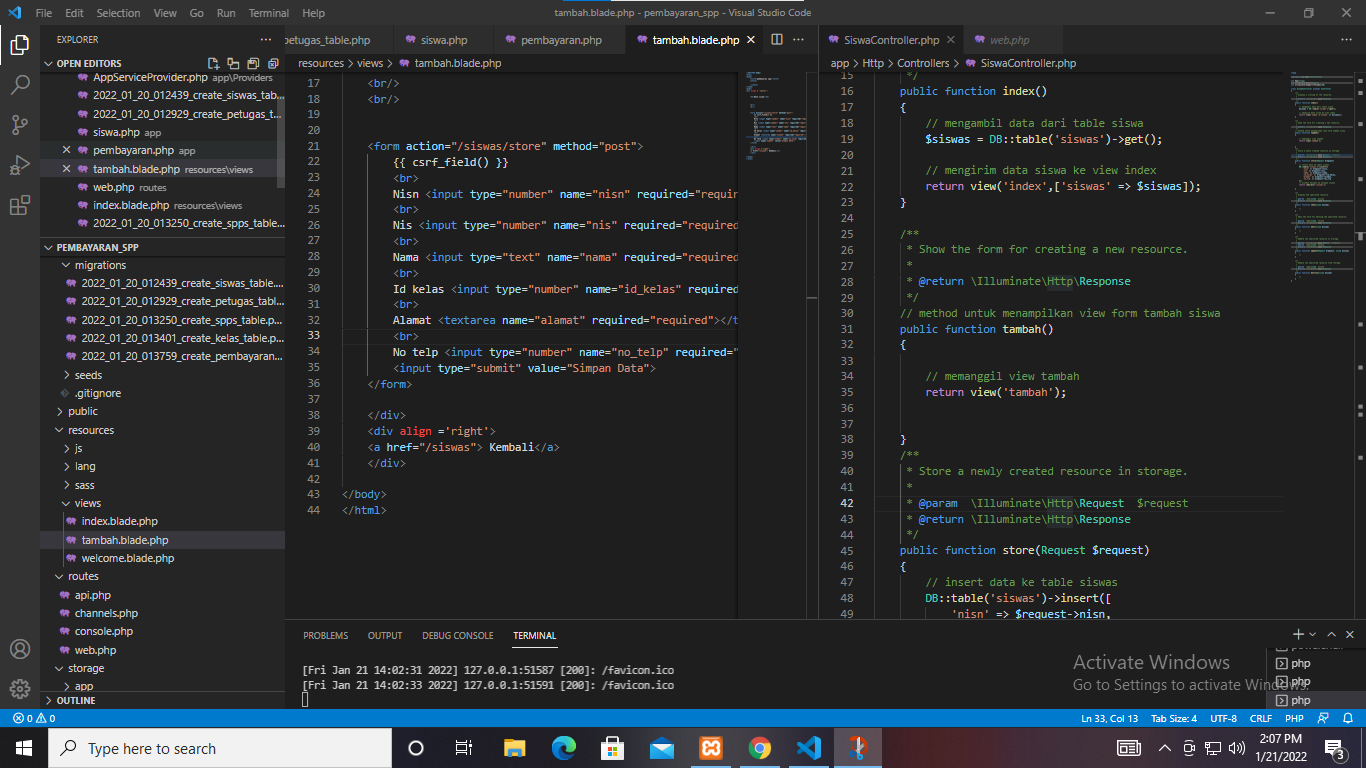 File Edit Selection View Go Run Terminal Help
tambah.blade.php - pembayaran_spp - Visual Studio Code
EXPLORER
OPEN EDITORS
AppServiceProvider.php app\Providers
2022_01_20_012439_create_siswas_tab...
2022_01_20_012929_create_petugas_t...
siswa.php app
pembayaran.php app
tambah.blade.php resources\views
web.php routes
index.blade.php resources\views
2022_01_20_013250_create_spps_table...
PEMBAYARAN_SPP
migrations
2022_01_20_012439_create_siswas_table....
2022_01_20_012929_create_petugas_tabl...
2022_01_20_013250_create_spps_table.p...
2022_01_20_013401_create_kelas_table.p...
2022_01_20_013759_create_pembayaran...
seeds
.gitignore
public
resources
js
lang
sass
views
index.blade.php
tambah.blade.php
welcome.blade.php
routes
api.php
channels.php
console.php
web.php
storage
app
OUTLINE
petugas_table.php siswa.php pembayaran.php tambah.blade.php
resources > views > tambah.blade.php
17 <br/>
18 <br/>
19
20
21 <form action="/siswas/store" method="post">
22 {{ csrf_field() }}
23 <br>
24 Nisn <input type="number" name="nisn" required="requir
25 <br>
26 Nis <input type="number" name="nis" required="required
27 <br>
28 Nama <input type="text" name="nama" required="required
29 <br>
30 Id kelas <input type="number" name="id_kelas" required
31 <br>
32 Alamat <textarea name="alamat" required="required"></t
33 <br>
34 No telp <input type="number" name="no_telp" required="
35 <input type="submit" value="Simpan Data">
36 </form>
37
38 </div>
39 <div align ='right'>
40 <a href="/siswas"> Kembali</a>
41 </div>
42
43 </body>
44 </html>
SiswaController.php web.php
app > Http > Controllers > SiswaController.php
15 */
16 public function index()
17 {
18 // mengambil data dari table siswa
19 $siswas = DB::table('siswas')->get();
20
21 // mengirim data siswa ke view index
22 return view('index',['siswas' => $siswas]);
23 }
24
25 /**
26 * Show the form for creating a new resource.
27 *
28 * @return \Illuminate\Http\Response
29 */
30 // method untuk menampilkan view form tambah siswa
31 public function tambah()
32 {
33
34 // memanggil view tambah
35 return view('tambah');
36
37
38 }
39 /**
40 * Store a newly created resource in storage.
41 *
42 * @param \Illuminate\Http\Request $request
43 * @return \Illuminate\Http\Response
44 */
45 public function store(Request $request)
46 {
47 // insert data ke table siswas
48 DB::table('siswas')->insert([
49 'nisn' => $request->nisn,
PROBLEMS OUTPUT DEBUG CONSOLE TERMINAL
[Fri Jan 21 14:02:31 2022] 127.0.0.1:51587 [200]: /favicon.ico
[Fri Jan 21 14:02:33 2022] 127.0.0.1:51591 [200]: /favicon.ico
php
php
php
Activate Windows
Go to Settings to activate Windows.
0 0
Ln 33, Col 13 Tab Size: 4 UTF-8 CRLF PHP
Type here to search
2:07 PM
1/21/2022
3